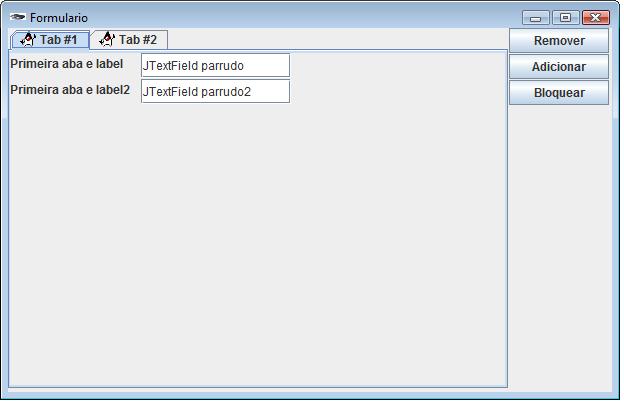 Formulario
Tab #1 Tab #2
Remover
Adicionar
Bloquear
Primeira aba e label JTextField parrudo
Primeira aba e label2 JTextField parrudo2